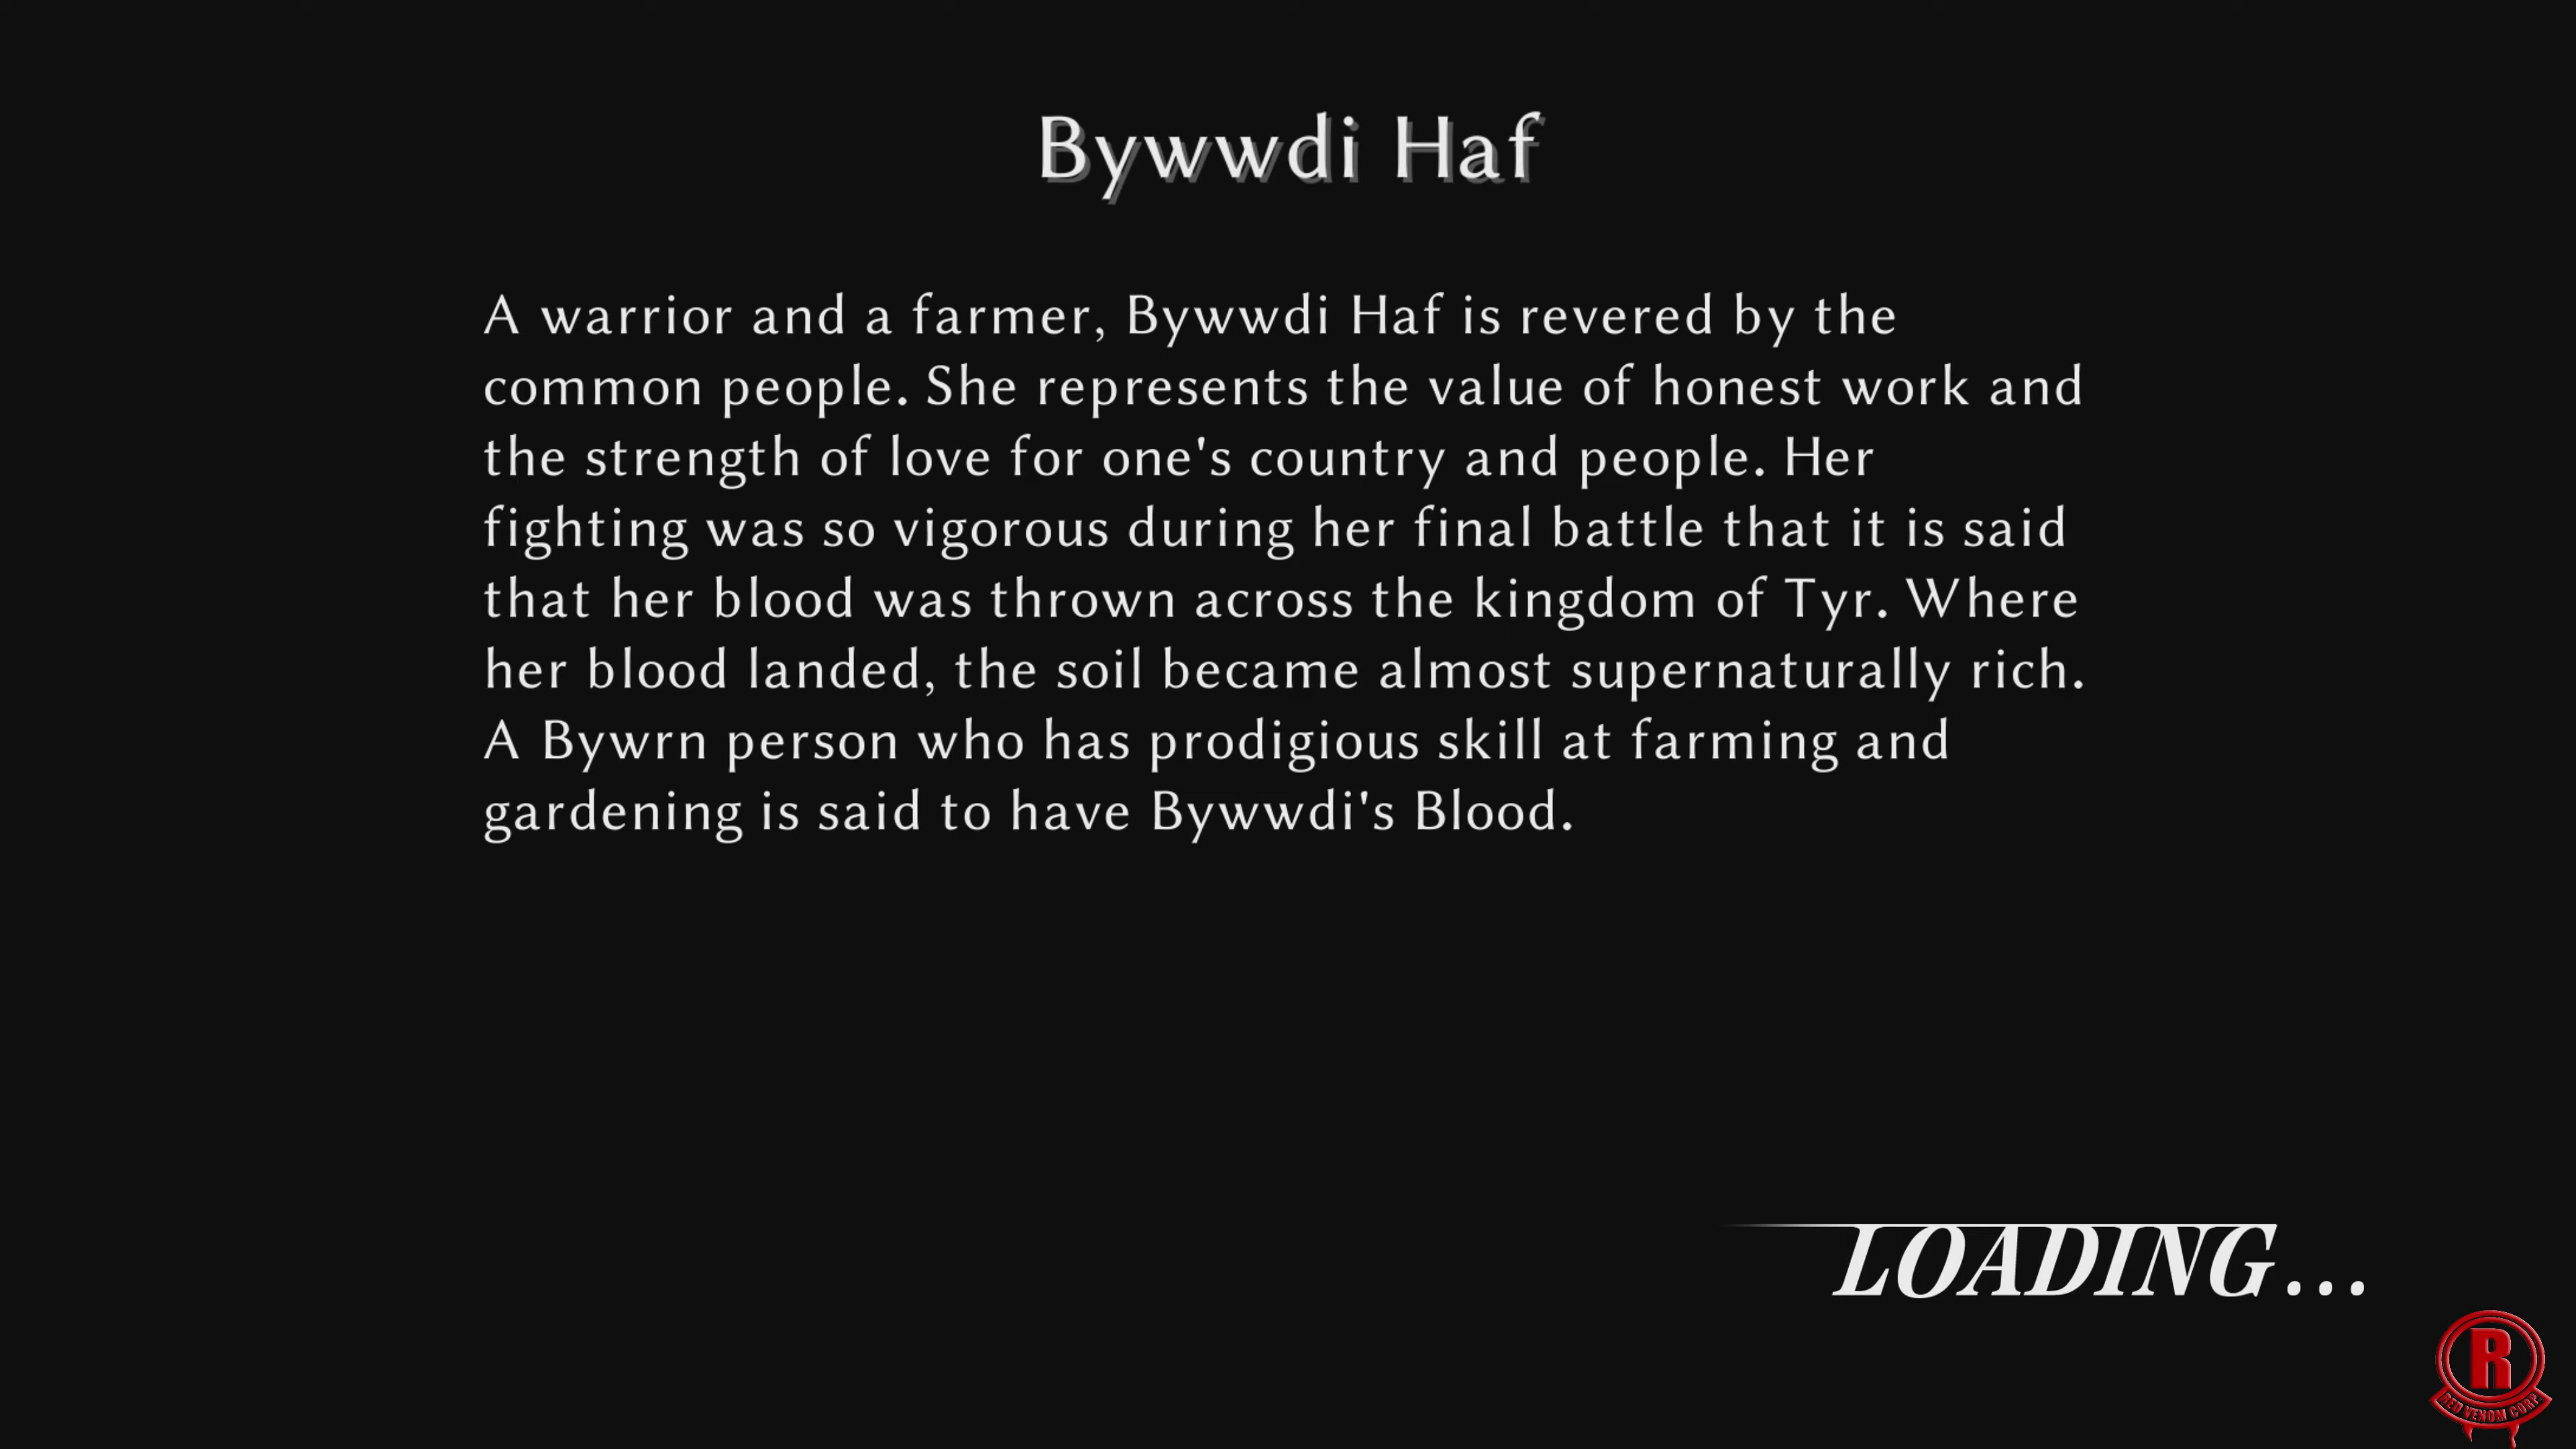 Bywwdi Haf
A warrior and a farmer, Bywwdi Haf is revered by the
common people. She represents the value of honest work and
the strength of love for one's country and people. Her
fighting was so vigorous during her final battle that it is said
that her blood was thrown across the kingdom of Tyr. Where
her blood landed, the soil became almost supernaturally rich.
A Bywrn person who has prodigious skill at farming and
gardening is said to have Bywwdi's Blood.
LOADING...
R
RED VENOM CORP.